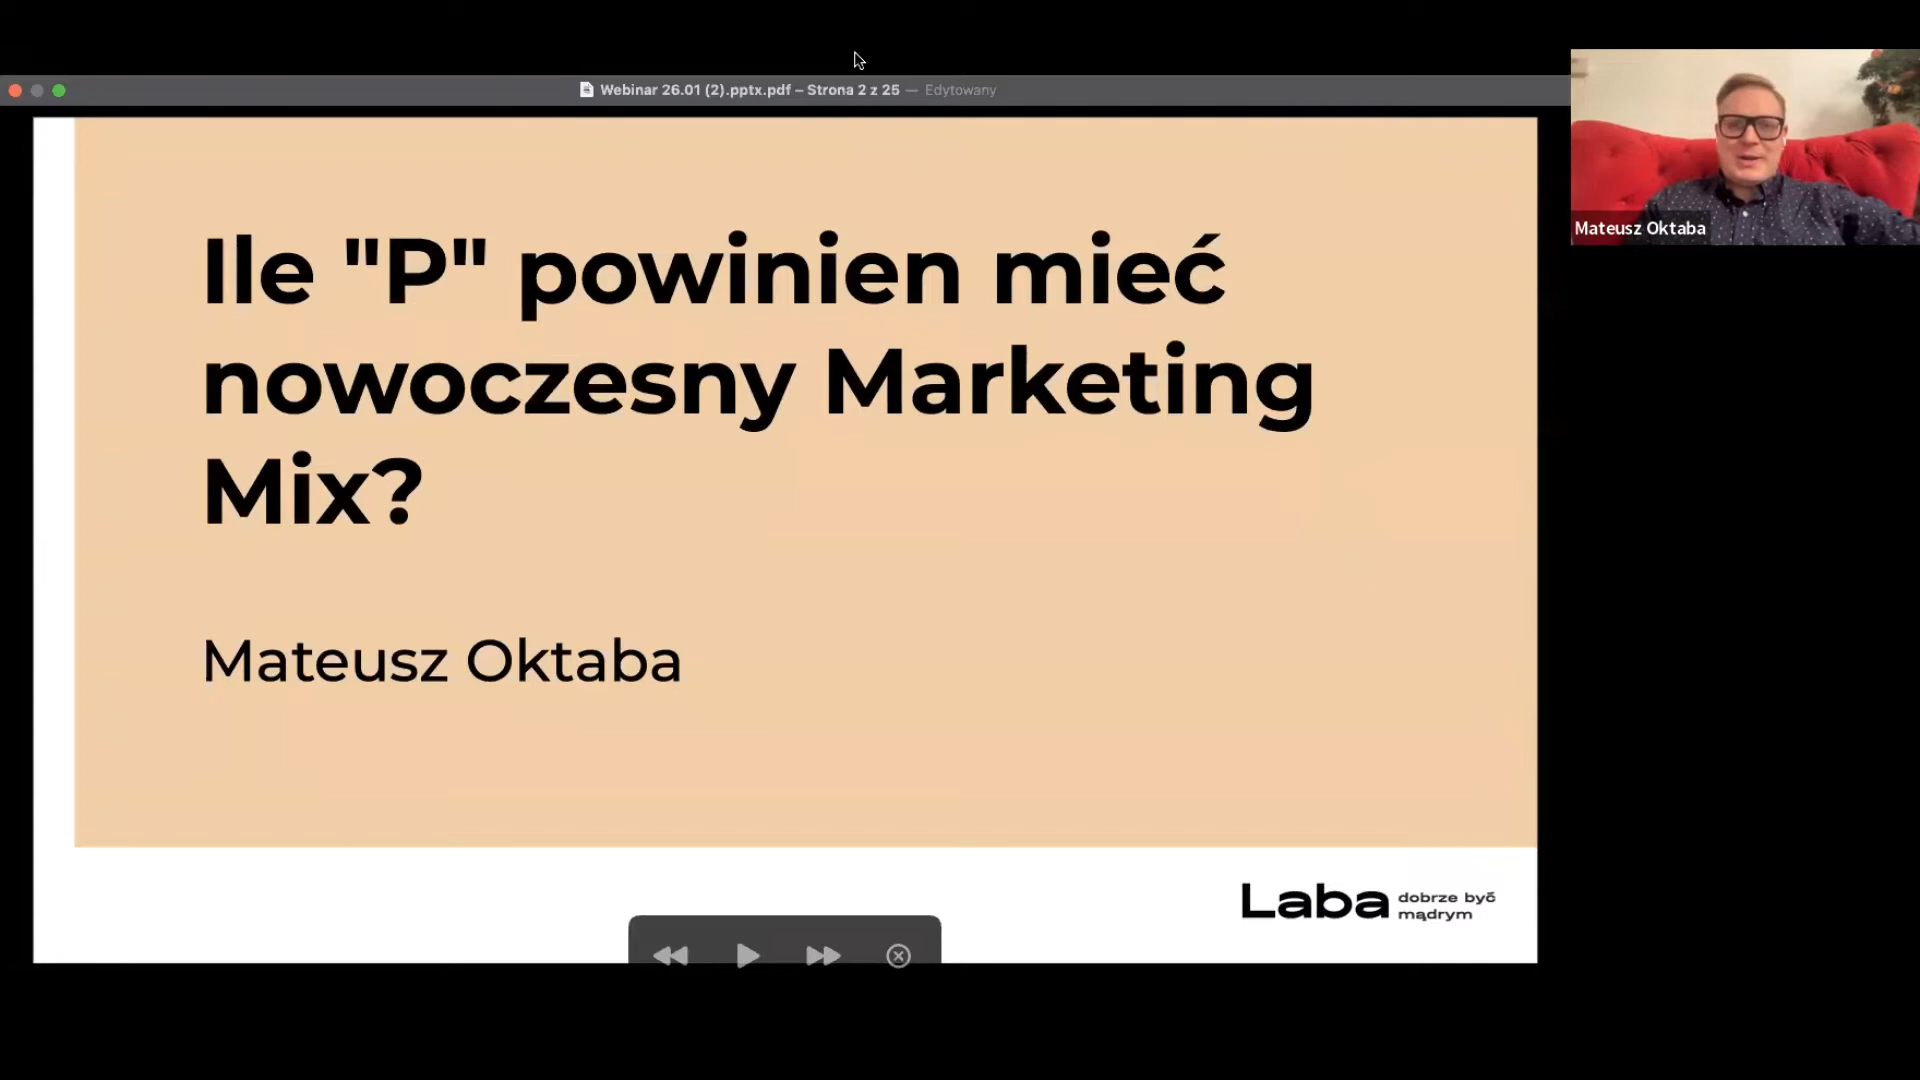 Webinar 26.01 (2).pptx.pdf – Strona 2 z 25 — Edytowany
Mateusz Oktaba
Ile "P" powinien mieć
nowoczesny Marketing
Mix?
Mateusz Oktaba
Laba
dobrze być
mądrym